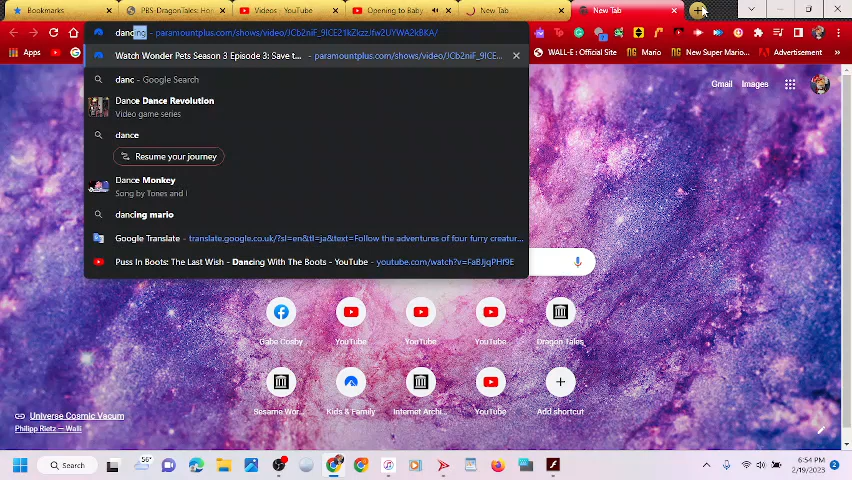 Bookmarks
PBS-DragonTales: Ho
Videos - YouTube
Opening to Baby
New Tab
New Tab
dancing - paramountplus.com/shows/video/
Apps
WALL-E : Official Site
Mario
New Super Mario...
Advertisement
Watch Wonder Pets Season 3 Episode 3: Save t... - paramountplus.com/shows/video/
danc - Google Search
Dance Dance Revolution
Video game series
dance
Resume your journey
Dance Monkey
Song by Tones and I
dancing mario
Google Translate - translate.google.co.uk/?sl=en&tl=ja&text=Follow the adventures of four furry creatur...
Puss In Boots: The Last Wish - Dancing With The Boots - YouTube - youtube.com/watch?v=FaBJjqPHf9E
Gmail
Images
Gabe Cosby
YouTube
YouTube
YouTube
Dragon Tales
Sesame Wor...
Kids & Family
Internet Archi...
YouTube
Add shortcut
Universe Cosmic Vacum
Philipp Rietz — Walli
Search
56°
6:54 PM
2/19/2023
2